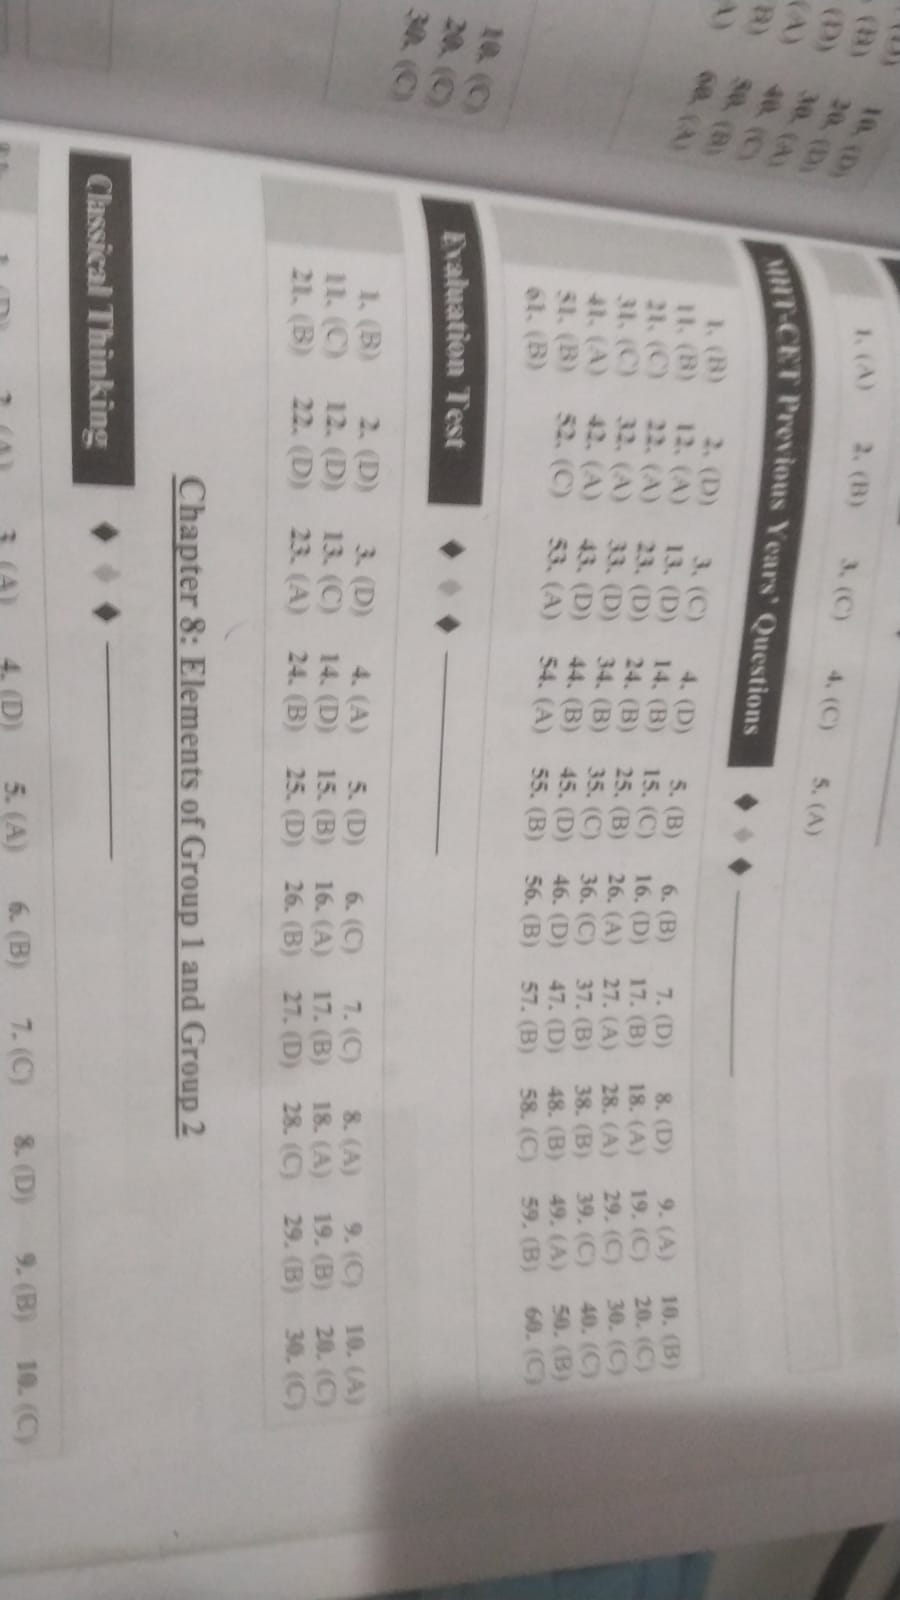 (D)
(B) 10. (D)
(D) 20. (D)
(A) 30. (A)
B) 40. (C)
A) 50. (B)
60. (A)
10. (C)
20. (C)
30. (C)
1. (A) 2. (B) 3. (C) 4. (C) 5. (A)
MHT-CET Previous Years' Questions
1. (B) 2. (D) 3. (C) 4. (D) 5. (B) 6. (B) 7. (D) 8. (D) 9. (A) 10. (B)
11. (B) 12. (A) 13. (D) 14. (B) 15. (C) 16. (D) 17. (B) 18. (A) 19. (C) 20. (C)
21. (C) 22. (A) 23. (D) 24. (B) 25. (B) 26. (A) 27. (A) 28. (A) 29. (C) 30. (C)
31. (C) 32. (A) 33. (D) 34. (B) 35. (C) 36. (C) 37. (B) 38. (B) 39. (C) 40. (C)
41. (A) 42. (A) 43. (D) 44. (B) 45. (D) 46. (D) 47. (D) 48. (B) 49. (A) 50. (B)
51. (B) 52. (C) 53. (A) 54. (A) 55. (B) 56. (B) 57. (B) 58. (C) 59. (B) 60. (C)
61. (B)
Evaluation Test
1. (B) 2. (D) 3. (D) 4. (A) 5. (D) 6. (C) 7. (C) 8. (A) 9. (C) 10. (A)
11. (C) 12. (D) 13. (C) 14. (D) 15. (B) 16. (A) 17. (B) 18. (A) 19. (B) 20. (C)
21. (B) 22. (D) 23. (A) 24. (B) 25. (D) 26. (B) 27. (D) 28. (C) 29. (B) 30. (C)
Chapter 8: Elements of Group 1 and Group 2
Classical Thinking
1. (D) 2. (A) 3. (A) 4. (D) 5. (A) 6. (B) 7. (C) 8. (D) 9. (B) 10. (C)